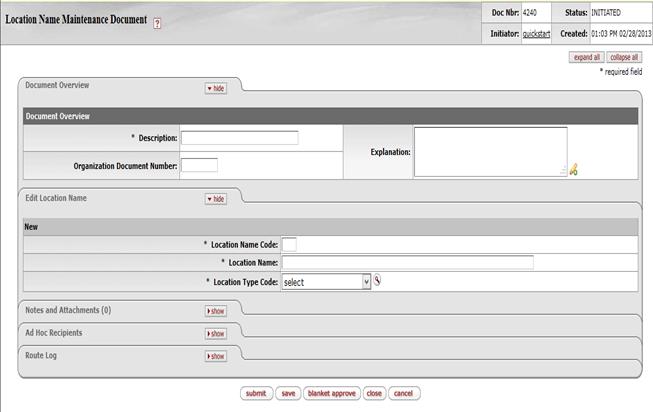 Location Name Maintenance Document ?
Doc Nbr: 4240 Status: INITIATED
Initiator: quickstart Created: 01:03 PM 02/28/2013
expand all collapse all
* required field
Document Overview hide
Document Overview
* Description:
Explanation:
Organization Document Number:
Edit Location Name hide
New
* Location Name Code:
* Location Name:
* Location Type Code: select
Notes and Attachments (0) show
Ad Hoc Recipients show
Route Log show
submit save blanket approve close cancel